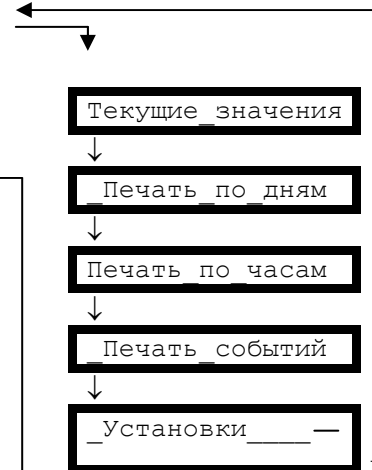 Текущие_значения
_Печать_по_дням
Печать_по_часам
_Печать_событий
_Установки____